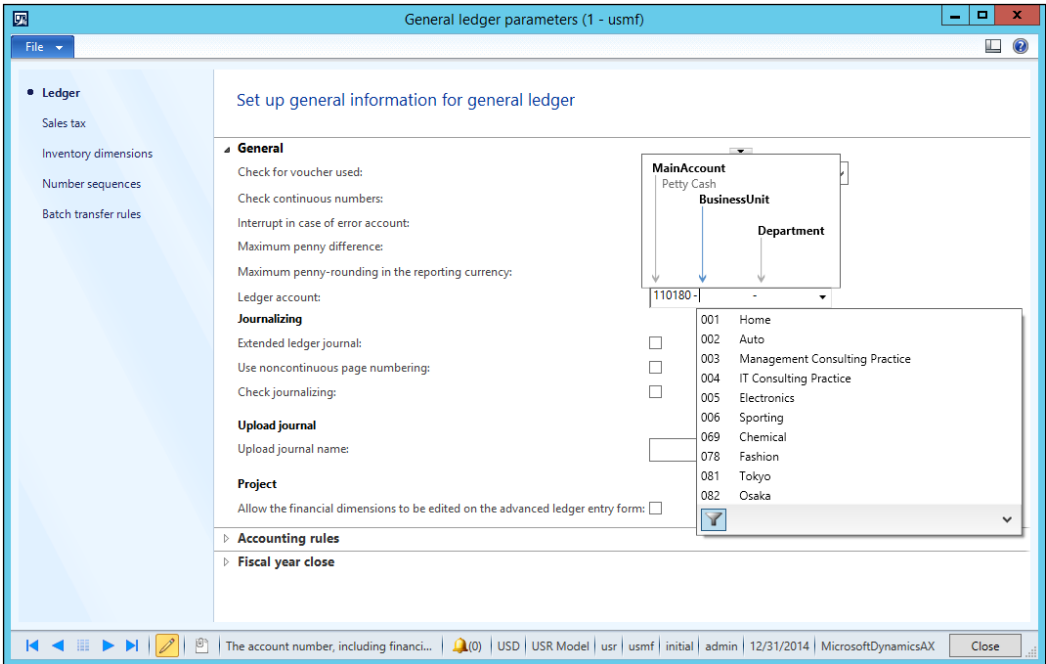 General ledger parameters (1 - usmf)
File
Ledger
Sales tax
Inventory dimensions
Number sequences
Batch transfer rules
Set up general information for general ledger
General
Check for voucher used:
Check continuous numbers:
Interrupt in case of error account:
Maximum penny difference:
Maximum penny-rounding in the reporting currency:
Ledger account:
MainAccount
Petty Cash
BusinessUnit
Department
110180 - -
Journalizing
Extended ledger journal:
Use noncontinuous page numbering:
Check journalizing:
Upload journal
Upload journal name:
Project
Allow the financial dimensions to be edited on the advanced ledger entry form:
001 Home
002 Auto
003 Management Consulting Practice
004 IT Consulting Practice
005 Electronics
006 Sporting
069 Chemical
078 Fashion
081 Tokyo
082 Osaka
Accounting rules
Fiscal year close
The account number, including financi... (0) USD USR Model usr usmf initial admin 12/31/2014 MicrosoftDynamicsAX Close